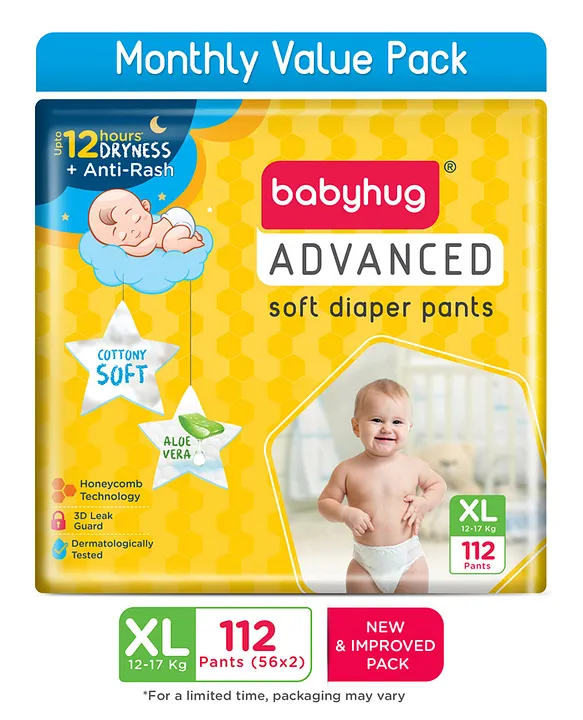 Monthly Value Pack
Upto 12 hours* DRYNESS
+ Anti-Rash
babyhug®
ADVANCED
soft diaper pants
COTTONY
SOFT
ALOE
VERA
Honeycomb
Technology
3D Leak
Guard
Dermatologically
Tested
XL
12-17 Kg
112
Pants
XL
12-17 Kg
112
Pants (56x2)
NEW
& IMPROVED
PACK
*For a limited time, packaging may vary